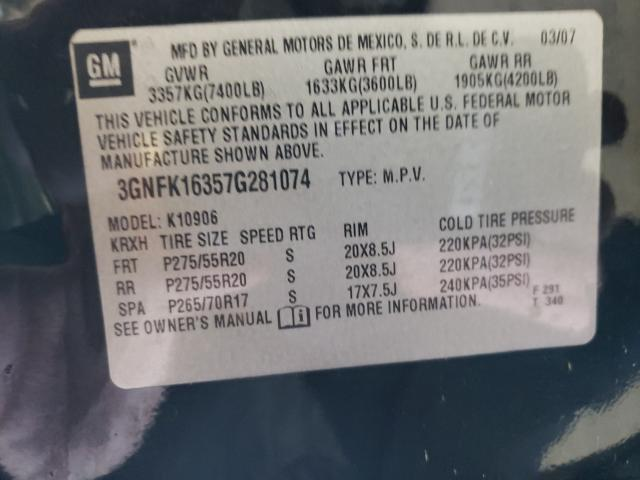 GM
MFD BY GENERAL MOTORS DE MEXICO, S. DE R.L. DE C.V. 03/07
GVWR GAWR FRT GAWR RR
3357KG(7400LB) 1633KG(3600LB) 1905KG(4200LB)
THIS VEHICLE CONFORMS TO ALL APPLICABLE U.S. FEDERAL MOTOR
VEHICLE SAFETY STANDARDS IN EFFECT ON THE DATE OF
MANUFACTURE SHOWN ABOVE.
3GNFK16357G281074 TYPE: M.P.V.
MODEL: K10906
KRXH TIRE SIZE SPEED RTG RIM COLD TIRE PRESSURE
FRT P275/55R20 S 20X8.5J 220KPA(32PSI)
RR P275/55R20 S 20X8.5J 220KPA(32PSI)
SPA P265/70R17 S 17X7.5J 240KPA(35PSI) F 291
T 340
SEE OWNER'S MANUAL i FOR MORE INFORMATION.